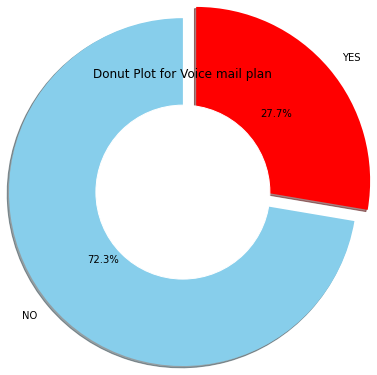 YES
Donut Plot for Voice mail plan
27.7%
72.3%
NO